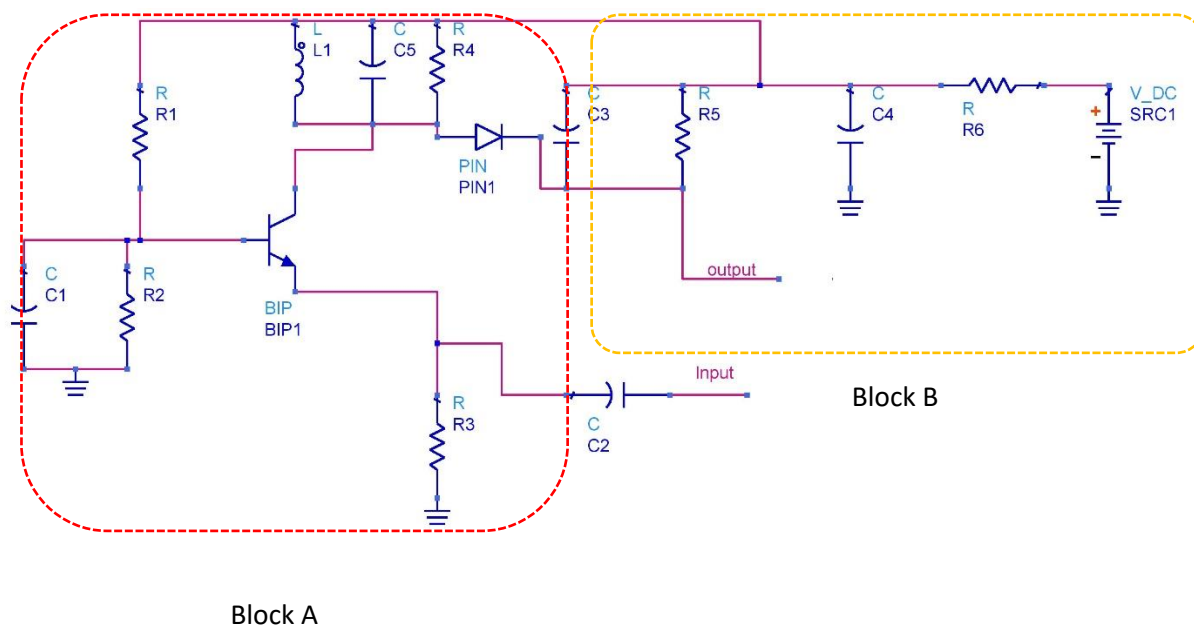 L
L1
C
C5
R
R4
R
R1
C
C3
R
R5
C
C4
R
R6
V_DC
SRC1
+
-
PIN
PIN1
C
C1
R
R2
BIP
BIP1
output
Input
R
R3
C
C2
Block B
Block A